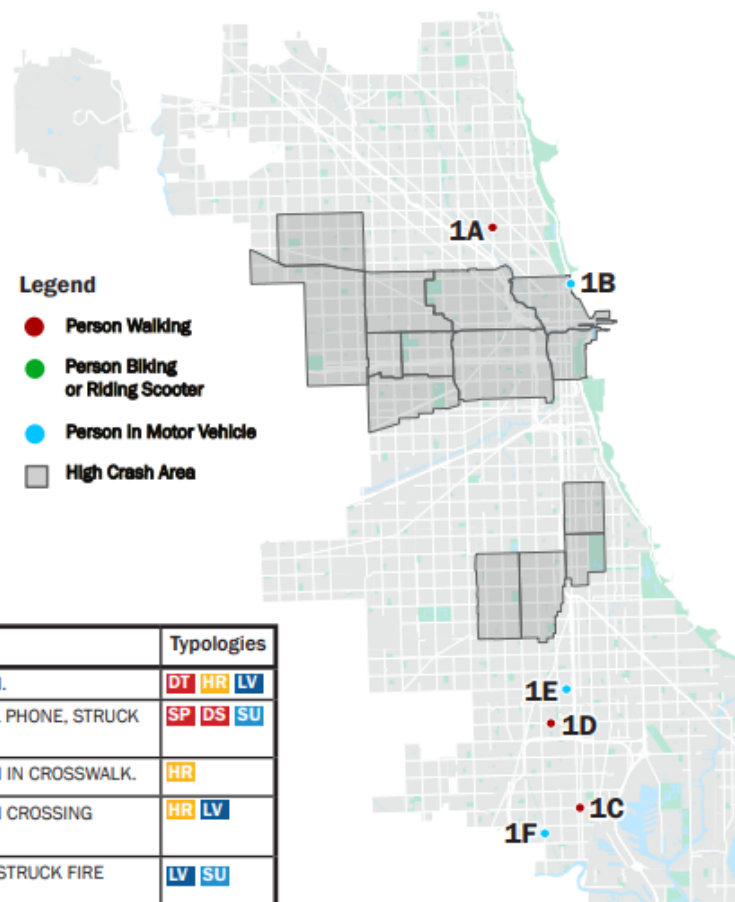 1A
1B
Legend
Person Walking
Person Biking
or Riding Scooter
Person in Motor Vehicle
High Crash Area
Typologies
DT HR LV
PHONE, STRUCK
SP DS SU
IN CROSSWALK.
HR
CROSSING
HR LV
STRUCK FIRE
LV SU
1E
1D
1C
1F